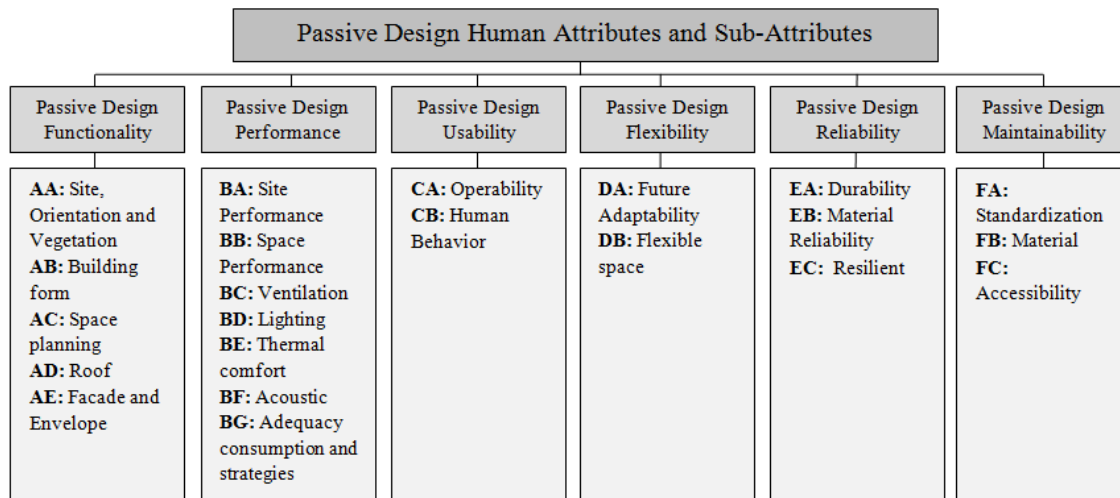 Passive Design Human Attributes and Sub-Attributes
Passive Design
Functionality
Passive Design
Performance
Passive Design
Usability
Passive Design
Flexibility
Passive Design
Reliability
Passive Design
Maintainability
AA: Site,
Orientation and
Vegetation
AB: Building
form
AC: Space
planning
AD: Roof
AE: Facade and
Envelope
BA: Site
Performance
BB: Space
Performance
BC: Ventilation
BD: Lighting
BE: Thermal
comfort
BF: Acoustic
BG: Adequacy
consumption and
strategies
CA: Operability
CB: Human
Behavior
DA: Future
Adaptability
DB: Flexible
space
EA: Durability
EB: Material
Reliability
EC: Resilient
FA:
Standardization
FB: Material
FC:
Accessibility